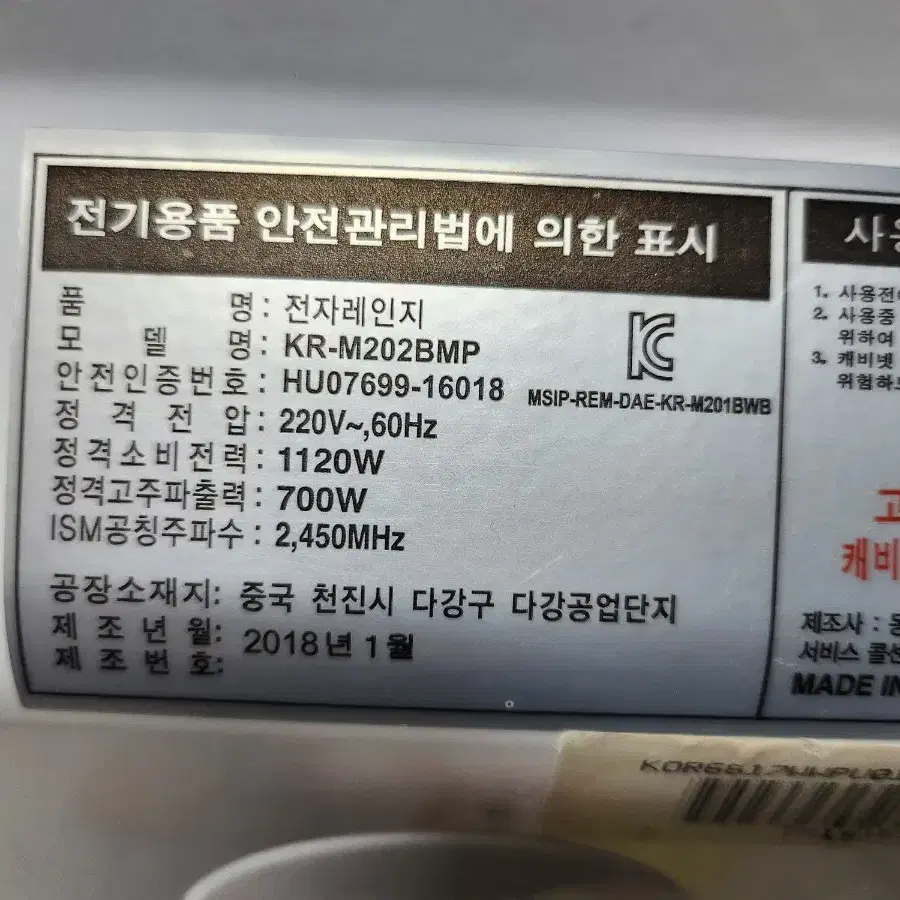 전기용품 안전관리법에 의한 표시
품 명 : 전자레인지
모 델 명 : KR-M202BMP
안전인증번호 : HU07699-16018
MSIP-REM-DAE-KR-M201BWB
정 격 전 압 : 220V~,60Hz
정격소비전력 : 1120W
정격고주파출력 : 700W
ISM공칭주파수 : 2,450MHz
공장소재지: 중국 천진시 다강구 다강공업단지
제 조 년 월: 2018년 1월
제 조 번 호:
사용
1. 사용전
2. 사용중
위하여
3. 캐비넷
위험하
고
캐비
제조사 :
서비스 콜센
MADE IN